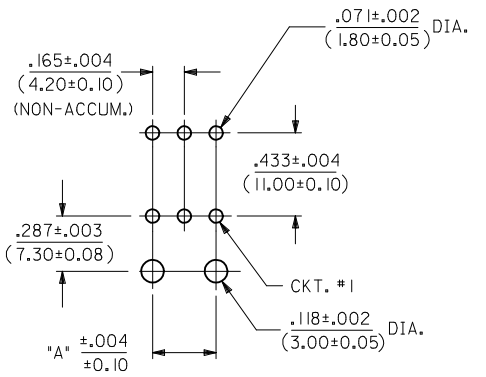 .071±.002
(1.80±0.05) DIA.
.165±.004
(4.20±0.10)
(NON-ACCUM.)
.433±.004
(11.00±0.10)
.287±.003
(7.30±0.08)
CKT. #1
.118±.002
(3.00±0.05) DIA.
"A" ±.004
±0.10